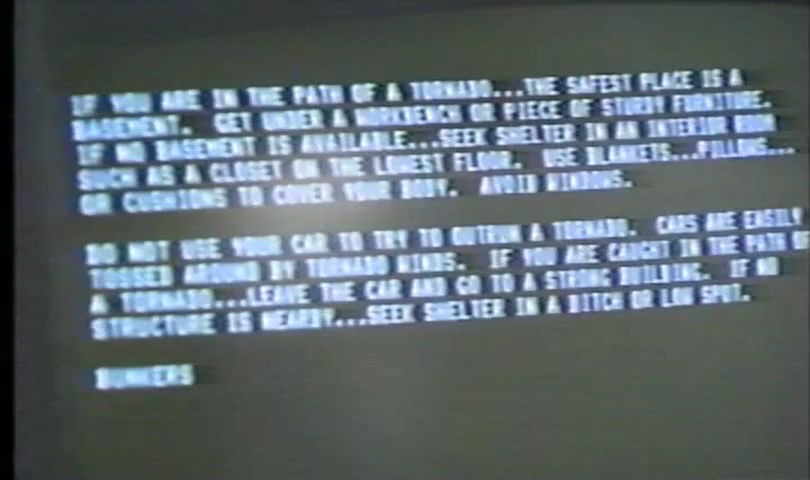 IF YOU ARE IN THE PATH OF A TORNADO...THE SAFEST PLACE IS A
BASEMENT. GET UNDER A WORKBENCH OR PIECE OF STURDY FURNITURE.
IF NO BASEMENT IS AVAILABLE...SEEK SHELTER IN AN INTERIOR ROOM
SUCH AS A CLOSET ON THE LOWEST FLOOR. USE BLANKETS...PILLOWS...
OR CUSHIONS TO COVER YOUR BODY. AVOID WINDOWS.
DO NOT USE YOUR CAR TO TRY TO OUTRUN A TORNADO. CARS ARE EASILY
TOSSED AROUND BY TORNADO WINDS. IF YOU ARE CAUGHT IN THE PATH
A TORNADO...LEAVE THE CAR AND GO TO A STRONG BUILDING. IF NO
STRUCTURE IS NEARBY...SEEK SHELTER IN A DITCH OR LOW SPOT.
BUNKERS